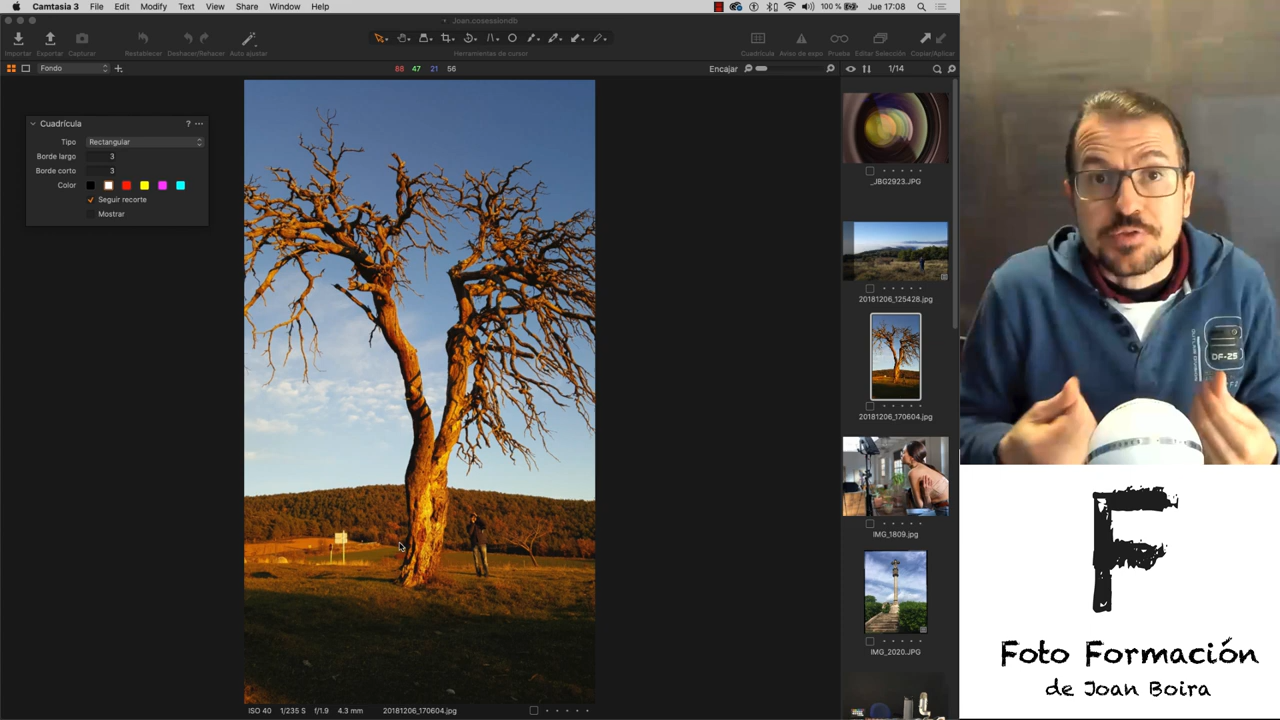 Camtasia 3 File Edit Modify Text View Share Window Help 100 % Jue 17:08
Joan.cosessiondb
Importar Exportar Capturar Restablecer Deshacer/Rehacer Auto ajustar Herramientas de cursor Cuadrícula Aviso de expo Prueba Editar Selección Copiar/Aplicar
Fondo 88 47 21 56 Encajar 1/14
Cuadrícula ? ...
Tipo Rectangular
Borde largo 3
Borde corto 3
Color
Seguir recorte
Mostrar
_JBG2923.JPG
20181206_125428.jpg
20181206_170604.jpg
IMG_1809.jpg
IMG_2020.JPG
ISO 40 1/235 S f/1.9 4.3 mm 20181206_170604.jpg
DF-25
F
Foto Formación
de Joan Boira